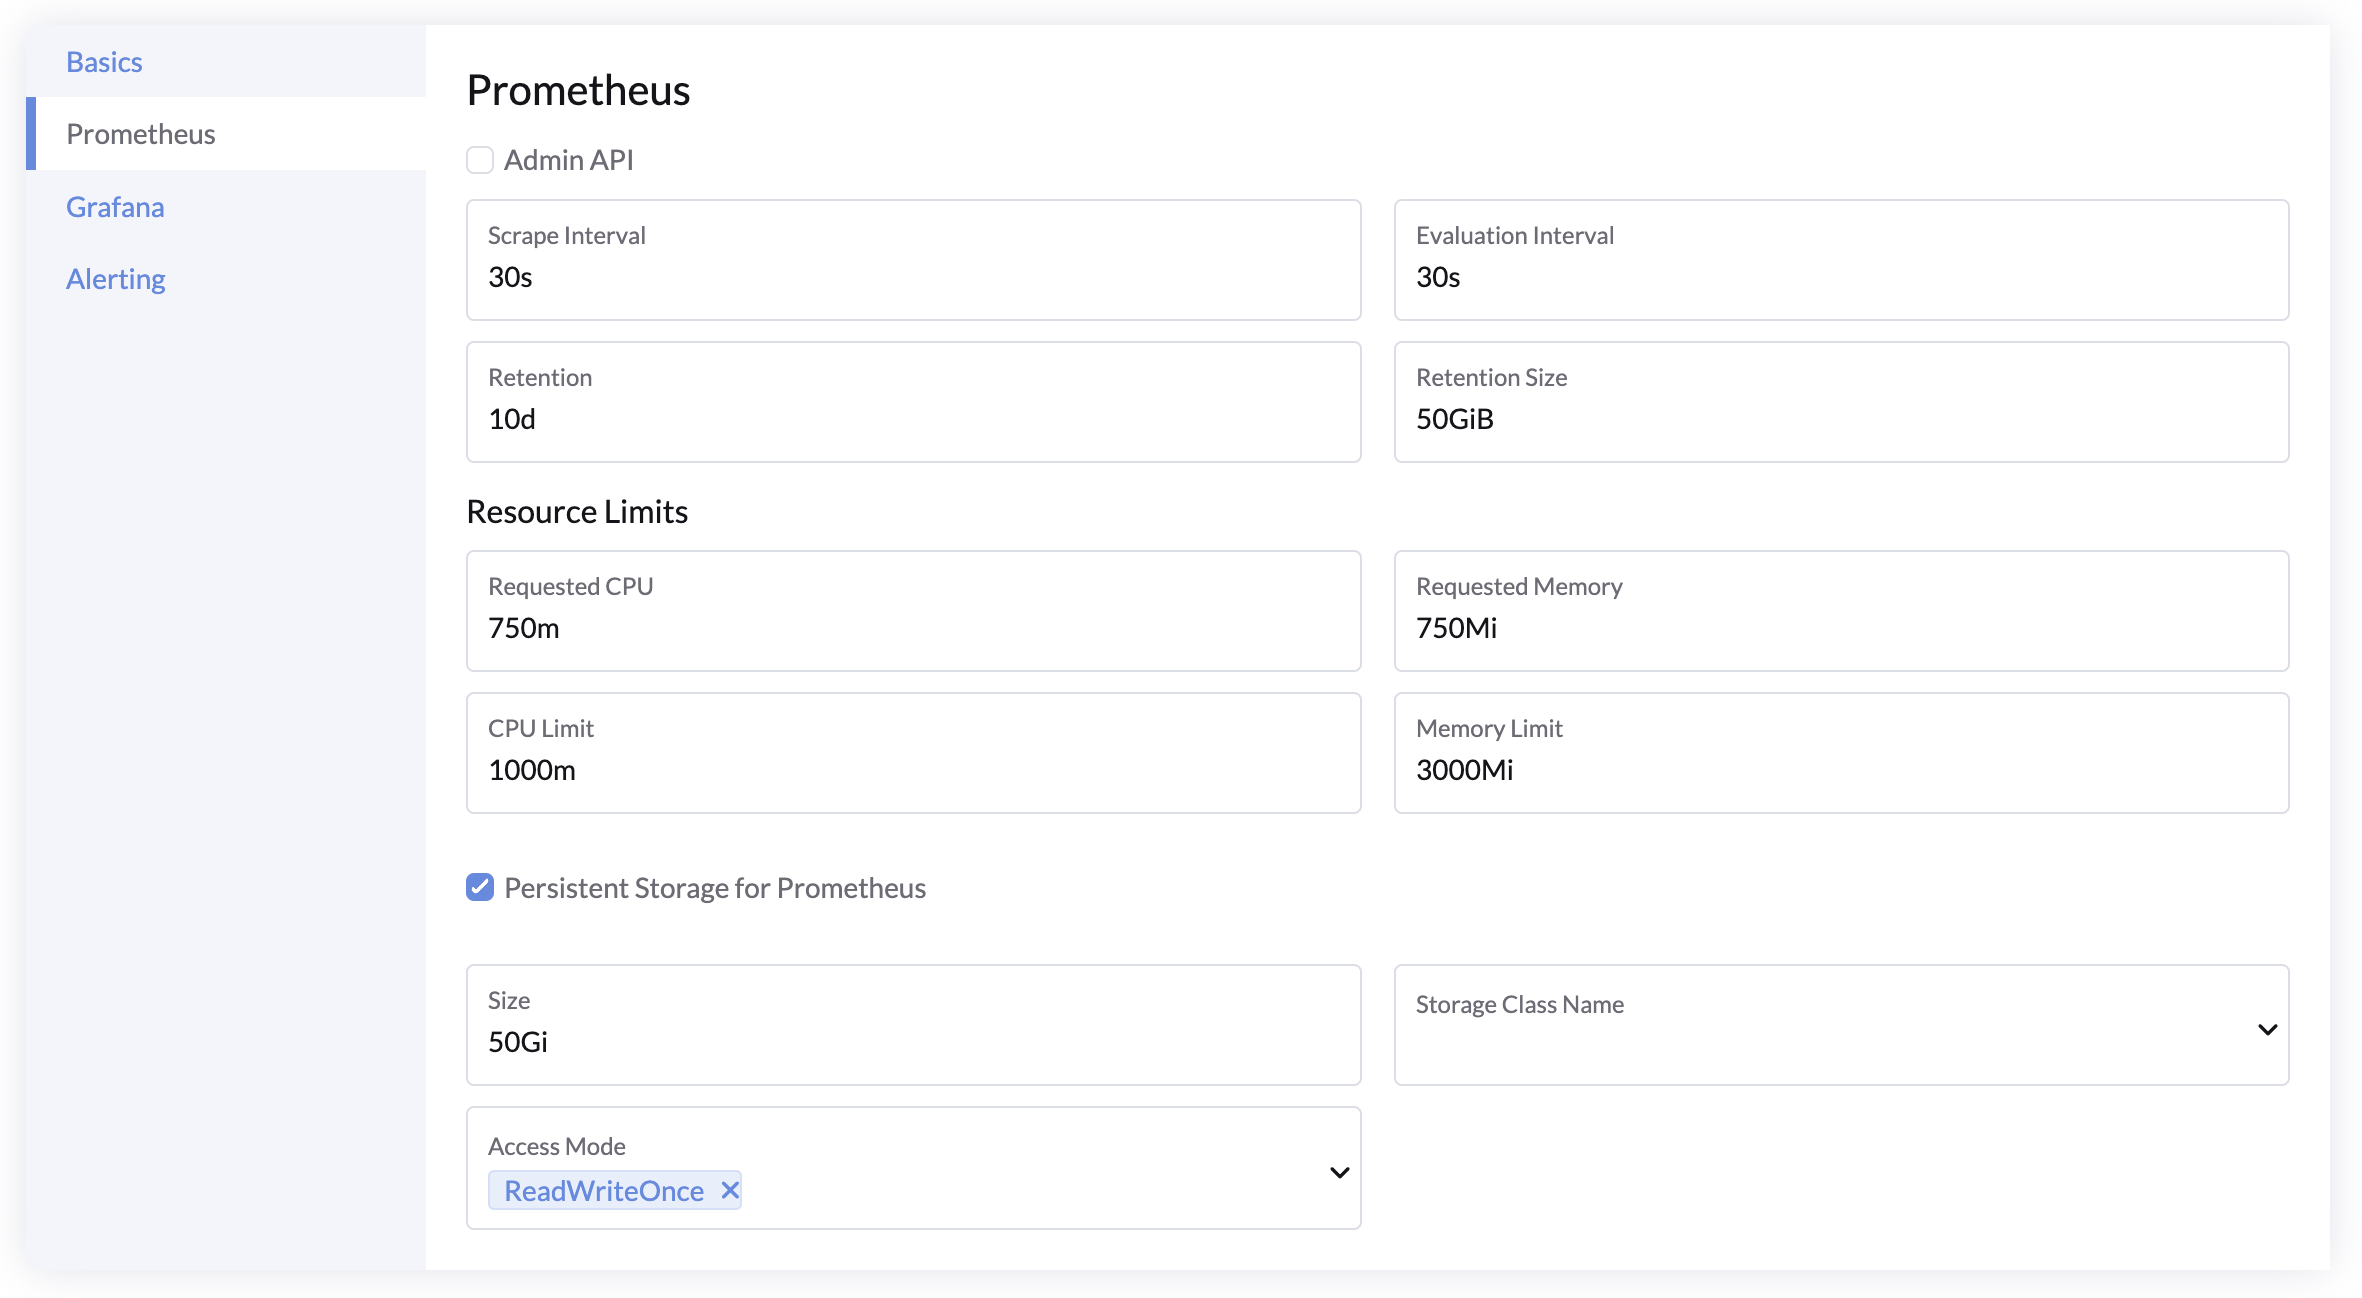 Basics
Prometheus
Grafana
Alerting
Prometheus
Admin API
Scrape Interval
30s
Evaluation Interval
30s
Retention
10d
Retention Size
50GiB
Resource Limits
Requested CPU
750m
Requested Memory
750Mi
CPU Limit
1000m
Memory Limit
3000Mi
Persistent Storage for Prometheus
Size
50Gi
Storage Class Name
Access Mode
ReadWriteOnce